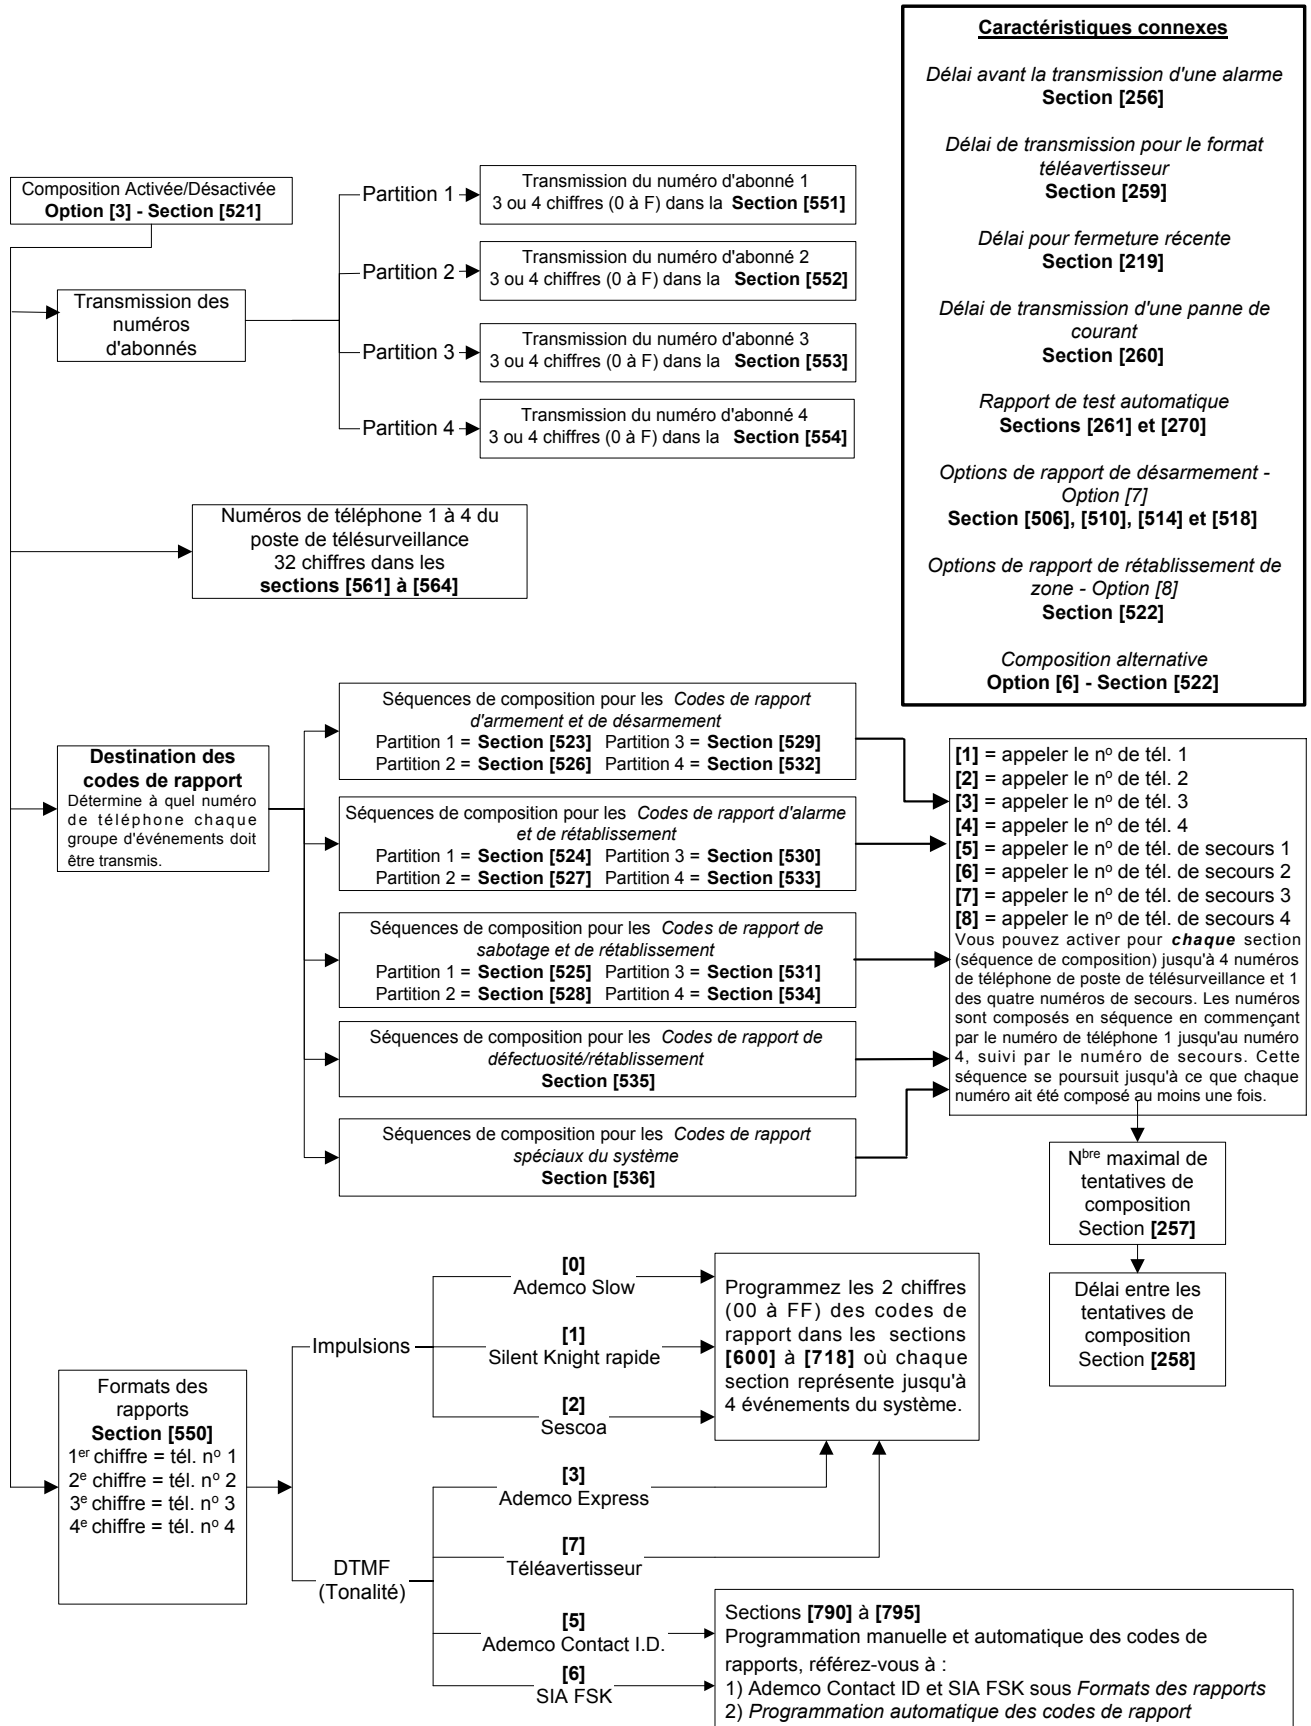 Caractéristiques connexes
Délai avant la transmission d'une alarme
Section [256]
Délai de transmission pour le format
téléavertisseur
Section [259]
Délai pour fermeture récente
Section [219]
Délai de transmission d'une panne de
courant
Section [260]
Rapport de test automatique
Sections [261] et [270]
Options de rapport de désarmement -
Option [7]
Section [506], [510], [514] et [518]
Options de rapport de rétablissement de
zone - Option [8]
Section [522]
Composition alternative
Option [6] - Section [522]
Composition Activée/Désactivée
Option [3] - Section [521]
Transmission des
numéros
d'abonnés
Partition 1
Transmission du numéro d'abonné 1
3 ou 4 chiffres (0 à F) dans la Section [551]
Partition 2
Transmission du numéro d'abonné 2
3 ou 4 chiffres (0 à F) dans la Section [552]
Partition 3
Transmission du numéro d'abonné 3
3 ou 4 chiffres (0 à F) dans la Section [553]
Partition 4
Transmission du numéro d'abonné 4
3 ou 4 chiffres (0 à F) dans la Section [554]
Numéros de téléphone 1 à 4 du
poste de télésurveillance
32 chiffres dans les
sections [561] à [564]
Destination des
codes de rapport
Détermine à quel numéro
de téléphone chaque
groupe d'événements doit
être transmis.
Séquences de composition pour les Codes de rapport
d'armement et de désarmement
Partition 1 = Section [523] Partition 3 = Section [529]
Partition 2 = Section [526] Partition 4 = Section [532]
Séquences de composition pour les Codes de rapport d'alarme
et de rétablissement
Partition 1 = Section [524] Partition 3 = Section [530]
Partition 2 = Section [527] Partition 4 = Section [533]
Séquences de composition pour les Codes de rapport de
sabotage et de rétablissement
Partition 1 = Section [525] Partition 3 = Section [531]
Partition 2 = Section [528] Partition 4 = Section [534]
Séquences de composition pour les Codes de rapport de
défectuosité/rétablissement
Section [535]
Séquences de composition pour les Codes de rapport
spéciaux du système
Section [536]
[1] = appeler le no de tél. 1
[2] = appeler le no de tél. 2
[3] = appeler le no de tél. 3
[4] = appeler le no de tél. 4
[5] = appeler le no de tél. de secours 1
[6] = appeler le no de tél. de secours 2
[7] = appeler le no de tél. de secours 3
[8] = appeler le no de tél. de secours 4
Vous pouvez activer pour chaque section
(séquence de composition) jusqu'à 4 numéros
de téléphone de poste de télésurveillance et 1
des quatre numéros de secours. Les numéros
sont composés en séquence en commençant
par le numéro de téléphone 1 jusqu'au numéro
4, suivi par le numéro de secours. Cette
séquence se poursuit jusqu'à ce que chaque
numéro ait été composé au moins une fois.
Nbre maximal de
tentatives de
composition
Section [257]
Délai entre les
tentatives de
composition
Section [258]
Formats des
rapports
Section [550]
1er chiffre = tél. no 1
2e chiffre = tél. no 2
3e chiffre = tél. no 3
4e chiffre = tél. no 4
Impulsions
[0]
Ademco Slow
[1]
Silent Knight rapide
[2]
Sescoa
Programmez les 2 chiffres
(00 à FF) des codes de
rapport dans les sections
[600] à [718] où chaque
section représente jusqu'à
4 événements du système.
DTMF
(Tonalité)
[3]
Ademco Express
[7]
Téléavertisseur
[5]
Ademco Contact I.D.
[6]
SIA FSK
Sections [790] à [795]
Programmation manuelle et automatique des codes de
rapports, référez-vous à :
1) Ademco Contact ID et SIA FSK sous Formats des rapports
2) Programmation automatique des codes de rapport